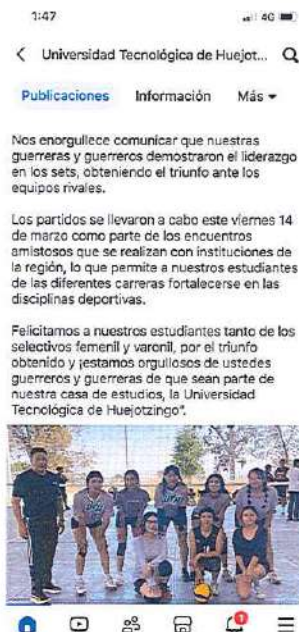 1:47
4G
Universidad Tecnológica de Huejot...
Publicaciones Información Más
Nos enorgullece comunicar que nuestras
guerreras y guerreros demostraron el liderazgo
en los sets, obteniendo el triunfo ante los
equipos rivales.
Los partidos se llevaron a cabo este viernes 14
de marzo como parte de los encuentros
amistosos que se realizan con instituciones de
la región, lo que permite a nuestros estudiantes
de las diferentes carreras fortalecerse en las
disciplinas deportivas.
Felicitamos a nuestros estudiantes tanto de los
selectivos femenil y varonil, por el triunfo
obtenido y ¡estamos orgullosos de ustedes
guerreros y guerreras de que sean parte de
nuestra casa de estudios, la Universidad
Tecnológica de Huejotzingo".
1